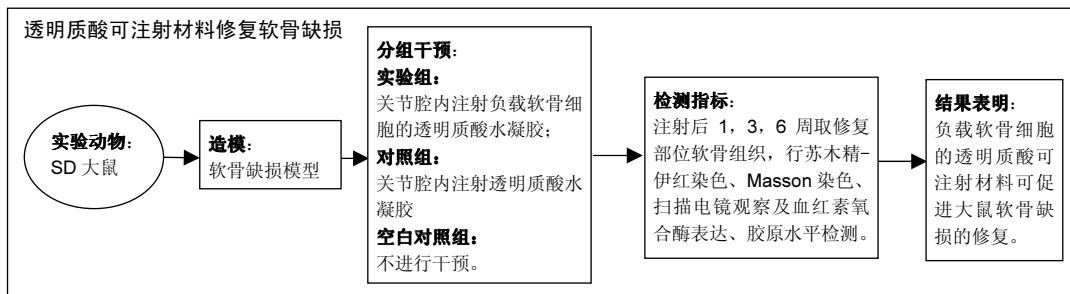 透明质酸可注射材料修复软骨缺损
实验动物：
SD 大鼠
造模：
软骨缺损模型
分组干预：
实验组：
关节腔内注射负载软骨细
胞的透明质酸水凝胶；
对照组：
关节腔内注射透明质酸水
凝胶
空白对照组：
不进行干预。
检测指标：
注射后 1，3，6 周取修复
部位软骨组织，行苏木精-
伊红染色、Masson 染色、
扫描电镜观察及血红素氧
合酶表达、胶原水平检测。
结果表明：
负载软骨细胞
的透明质酸可
注射材料可促
进大鼠软骨缺
损的修复。